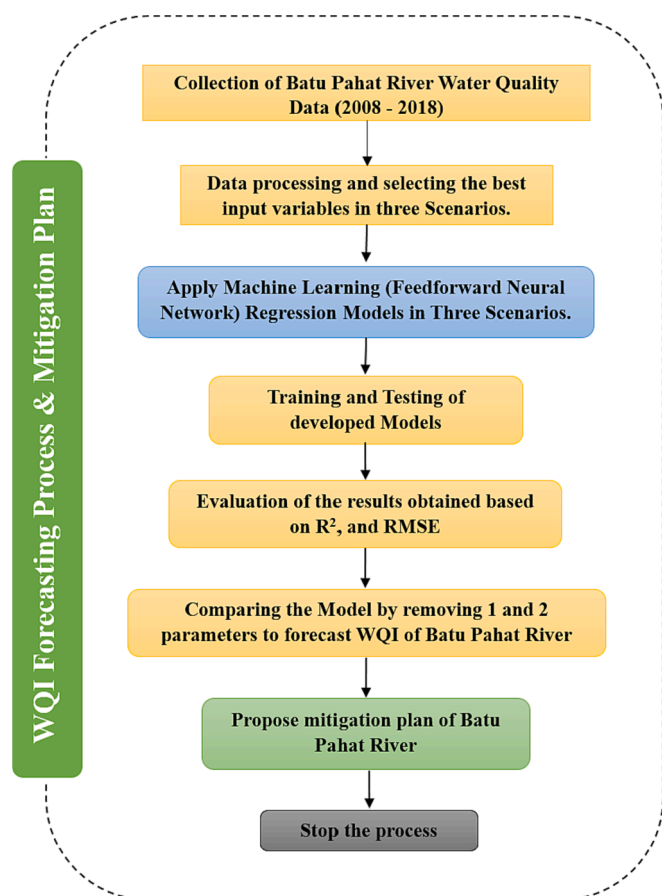 WQI Forecasting Process & Mitigation Plan
Collection of Batu Pahat River Water Quality
Data (2008 - 2018)
Data processing and selecting the best
input variables in three Scenarios.
Apply Machine Learning (Feedforward Neural
Network) Regression Models in Three Scenarios.
Training and Testing of
developed Models
Evaluation of the results obtained based
on R², and RMSE
Comparing the Model by removing 1 and 2
parameters to forecast WQI of Batu Pahat River
Propose mitigation plan of Batu
Pahat River
Stop the process